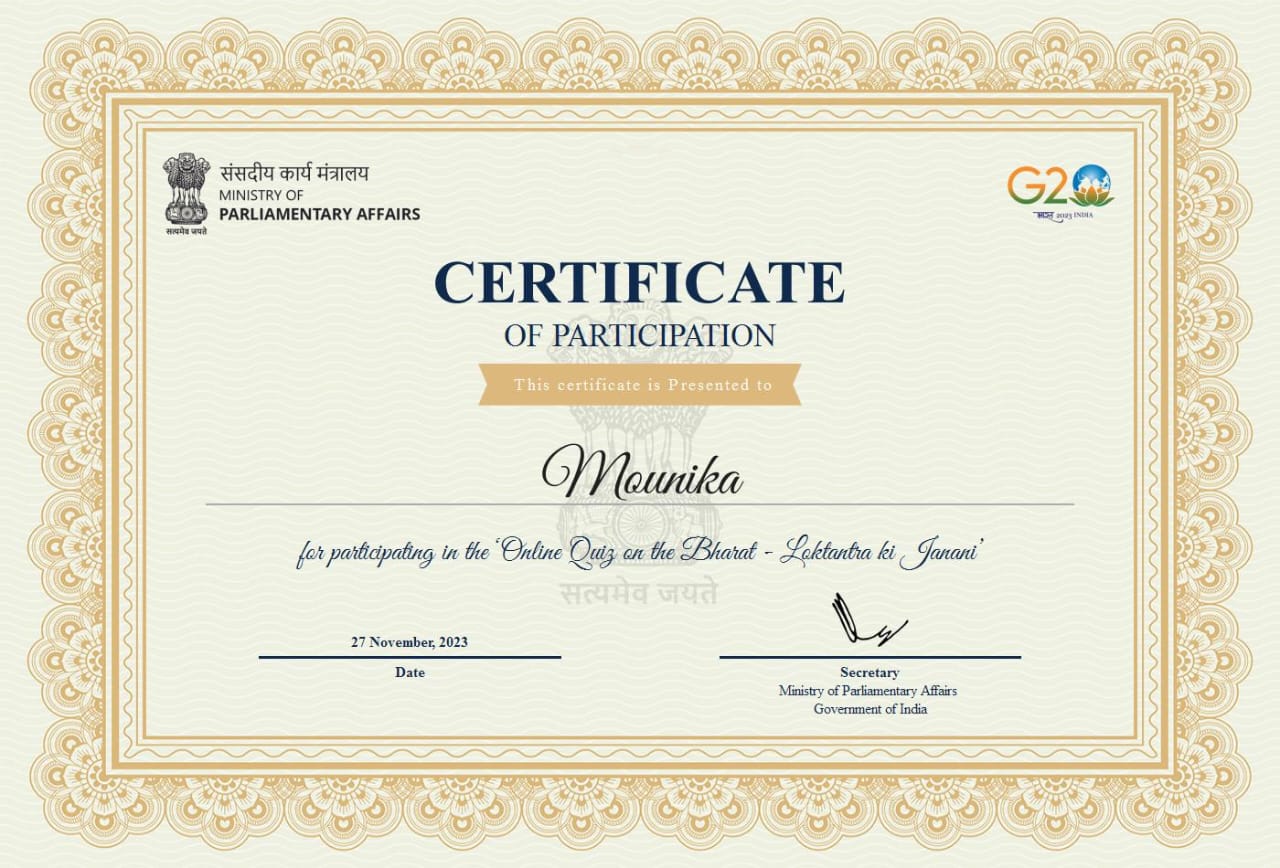 संसदीय कार्य मंत्रालय
MINISTRY OF
PARLIAMENTARY AFFAIRS
सत्यमेव जयते
G20
भारत 2023 INDIA
CERTIFICATE
OF PARTICIPATION
This certificate is Presented to
Mounika
for participating in the ‘Online Quiz on the Bharat - Loktantra ki Janani’
सत्यमेव जयते
27 November, 2023
Date
Secretary
Ministry of Parliamentary Affairs
Government of India